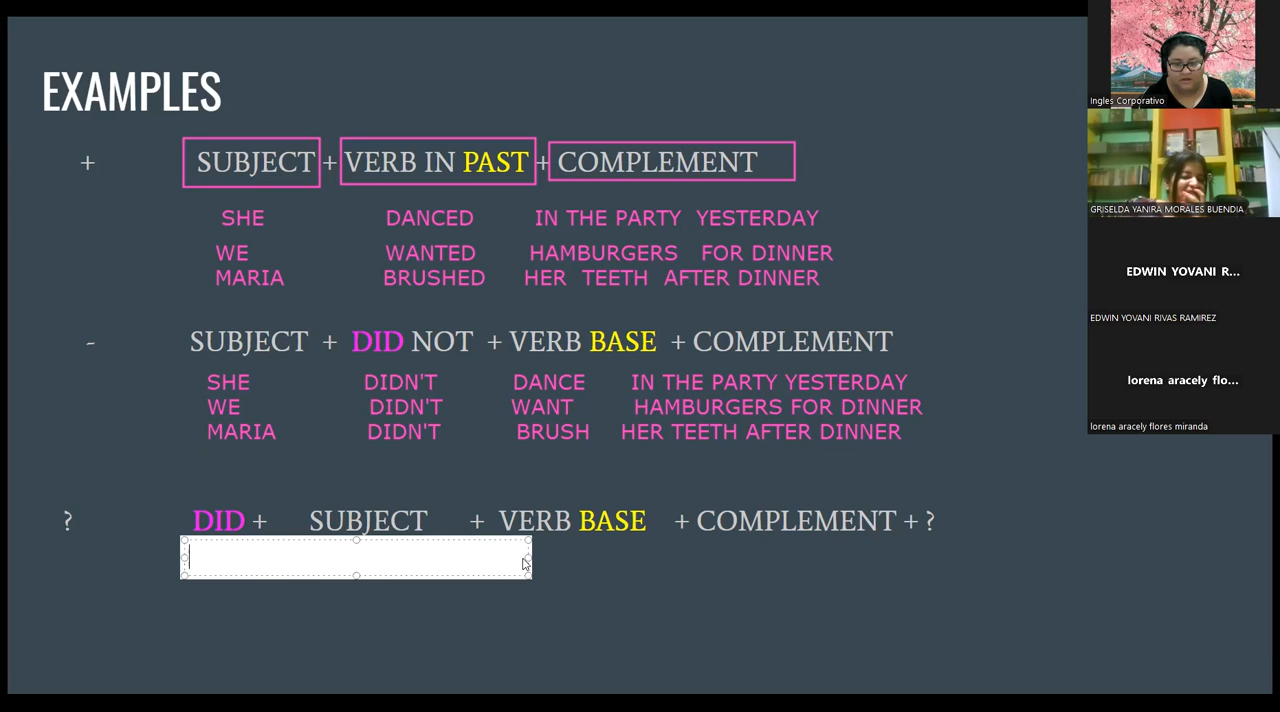 EXAMPLES
+ SUBJECT + VERB IN PAST + COMPLEMENT
SHE DANCED IN THE PARTY YESTERDAY
WE WANTED HAMBURGERS FOR DINNER
MARIA BRUSHED HER TEETH AFTER DINNER
- SUBJECT + DID NOT + VERB BASE + COMPLEMENT
SHE DIDN'T DANCE IN THE PARTY YESTERDAY
WE DIDN'T WANT HAMBURGERS FOR DINNER
MARIA DIDN'T BRUSH HER TEETH AFTER DINNER
? DID + SUBJECT + VERB BASE + COMPLEMENT + ?
Ingles Corporativo
GRISELDA YANIRA MORALES BUENDIA
EDWIN YOVANI R...
EDWIN YOVANI RIVAS RAMIREZ
lorena aracely flo...
lorena aracely flores miranda